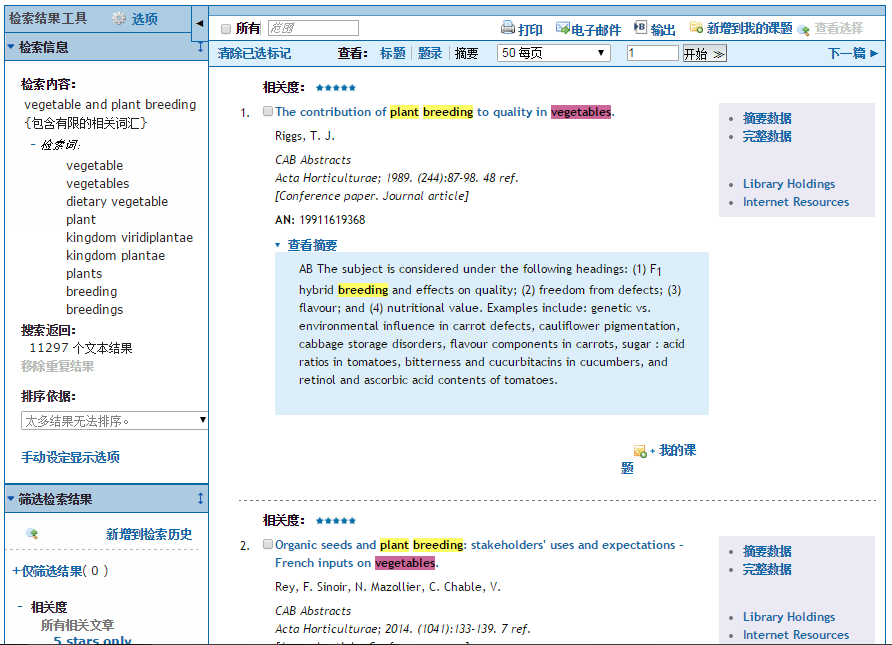 检索结果工具 选项
检索信息
检索内容:
vegetable and plant breeding
{包含有限的相关词汇}
- 检索词:
vegetable
vegetables
dietary vegetable
plant
kingdom viridiplantae
kingdom plantae
plants
breeding
breedings
搜索返回:
11297 个文本结果
移除重复结果
排序依据:
太多结果无法排序。
手动设定显示选项
筛选检索结果
新增到检索历史
+仅筛选结果( 0 )
- 相关度
所有相关文章
5 stars only
所有 范围 打印 电子邮件 输出 新增到我的课题 查看选择
清除已选标记 查看: 标题 | 题录 | 摘要 50 每页 1 开始 ≫ 下一篇
相关度: ★★★★★
1. The contribution of plant breeding to quality in vegetables.
Riggs, T. J.
CAB Abstracts
Acta Horticulturae; 1989. (244):87-98. 48 ref.
[Conference paper. Journal article]
AN: 19911619368
查看摘要
AB The subject is considered under the following headings: (1) F1
hybrid breeding and effects on quality; (2) freedom from defects; (3)
flavour; and (4) nutritional value. Examples include: genetic vs.
environmental influence in carrot defects, cauliflower pigmentation,
cabbage storage disorders, flavour components in carrots, sugar : acid
ratios in tomatoes, bitterness and cucurbitacins in cucumbers, and
retinol and ascorbic acid contents of tomatoes.
+ 我的课
题
摘要数据
完整数据
Library Holdings
Internet Resources
相关度: ★★★★★
2. Organic seeds and plant breeding: stakeholders' uses and expectations -
French inputs on vegetables.
Rey, F. Sinoir, N. Mazollier, C. Chable, V.
CAB Abstracts
Acta Horticulturae; 2014. (1041):133-139. 7 ref.
摘要数据
完整数据
Library Holdings
Internet Resources